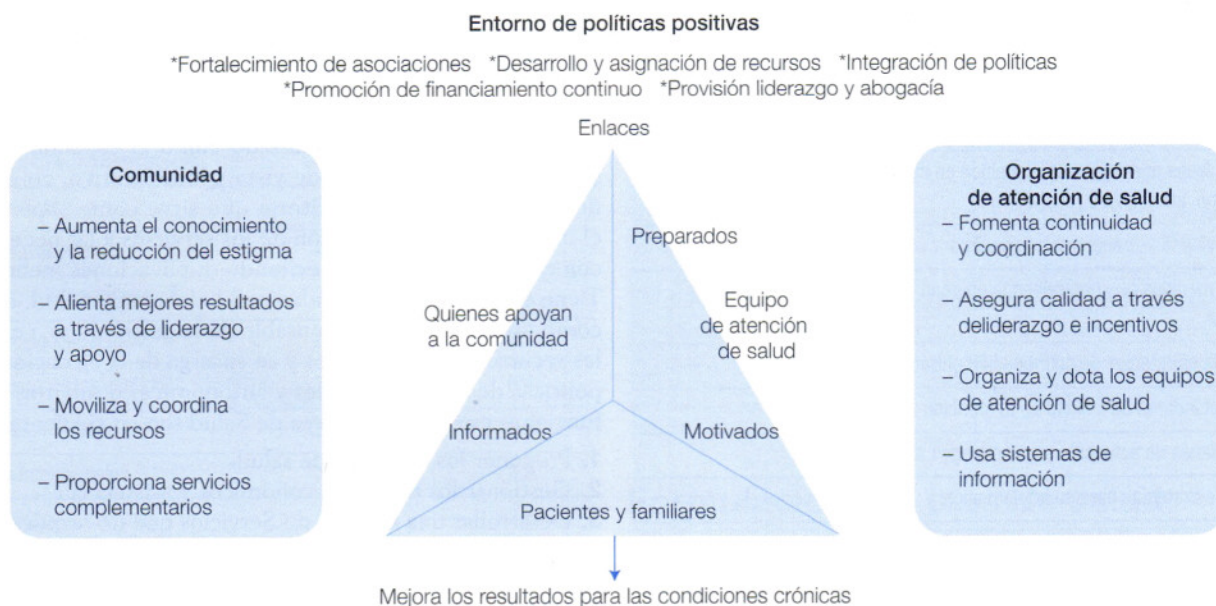 Entorno de políticas positivas
*Fortalecimiento de asociaciones *Desarrollo y asignación de recursos *Integración de políticas
*Promoción de financiamiento continuo *Provisión liderazgo y abogacía
Enlaces
Comunidad
– Aumenta el conocimiento
y la reducción del estigma
– Alienta mejores resultados
a través de liderazgo
y apoyo
– Moviliza y coordina
los recursos
– Proporciona servicios
complementarios
Preparados
Quienes apoyan
a la comunidad
Equipo
de atención
de salud
Informados
Motivados
Pacientes y familiares
Organización
de atención de salud
– Fomenta continuidad
y coordinación
– Asegura calidad a través
deliderazgo e incentivos
– Organiza y dota los equipos
de atención de salud
– Usa sistemas de
información
Mejora los resultados para las condiciones crónicas